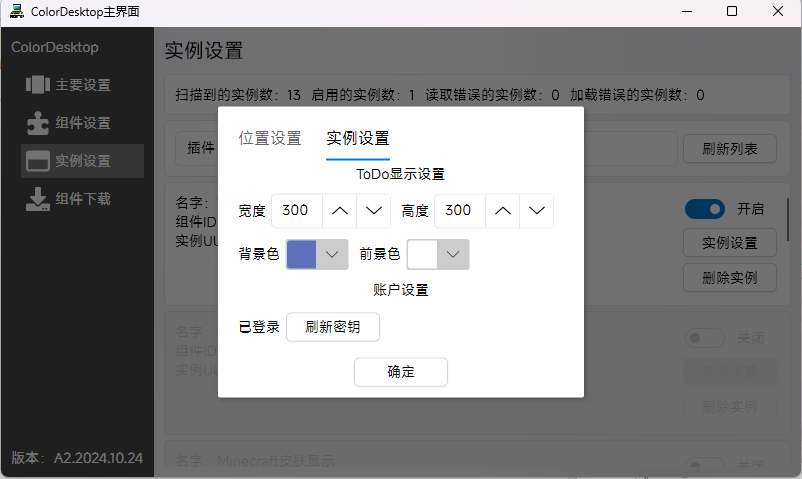 ColorDesktop主界面
ColorDesktop
主要设置
组件设置
实例设置
组件下载
版本：A2.2024.10.24
实例设置
扫描到的实例数：13 启用的实例数：1 读取错误的实例数：0 加载错误的实例数：0
插件
刷新列表
名字：
组件ID
实例UU
开启
实例设置
删除实例
位置设置 实例设置
ToDo显示设置
宽度 300 高度 300
背景色 前景色
账户设置
已登录 刷新密钥
确定
名字：
组件ID
实例UU
关闭
删除实例
名字：Minecraft皮肤显示
关闭